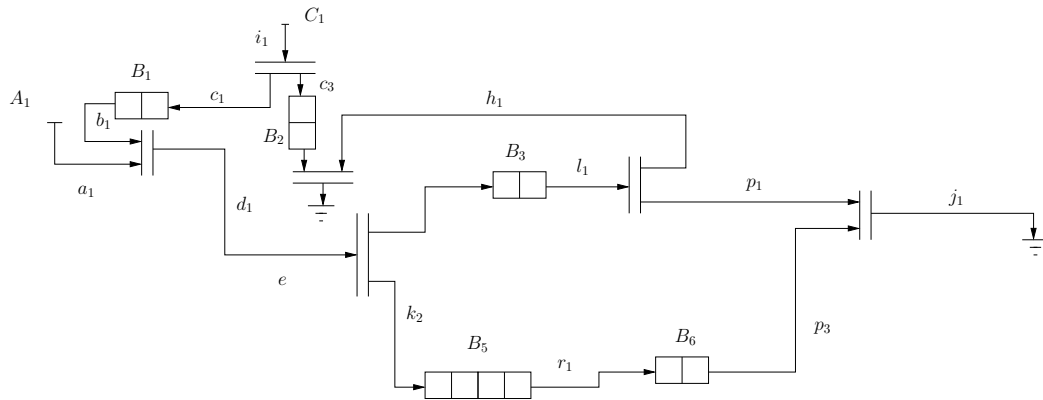 C₁
i₁
B₁
c₃
A₁
c₁
h₁
b₁
B₂
B₃
l₁
a₁
p₁
j₁
d₁
e
k₂
p₃
B₅
B₆
r₁